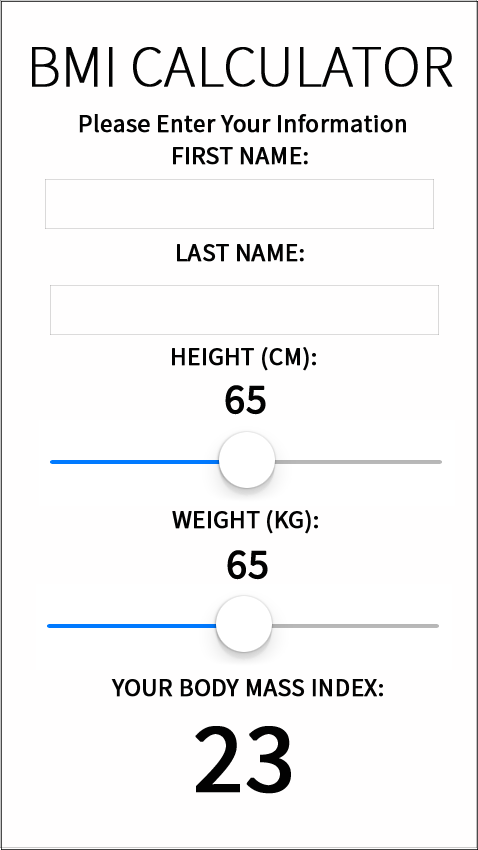 BMI CALCULATOR
Please Enter Your Information
FIRST NAME:
LAST NAME:
HEIGHT (CM):
65
WEIGHT (KG):
65
YOUR BODY MASS INDEX:
23